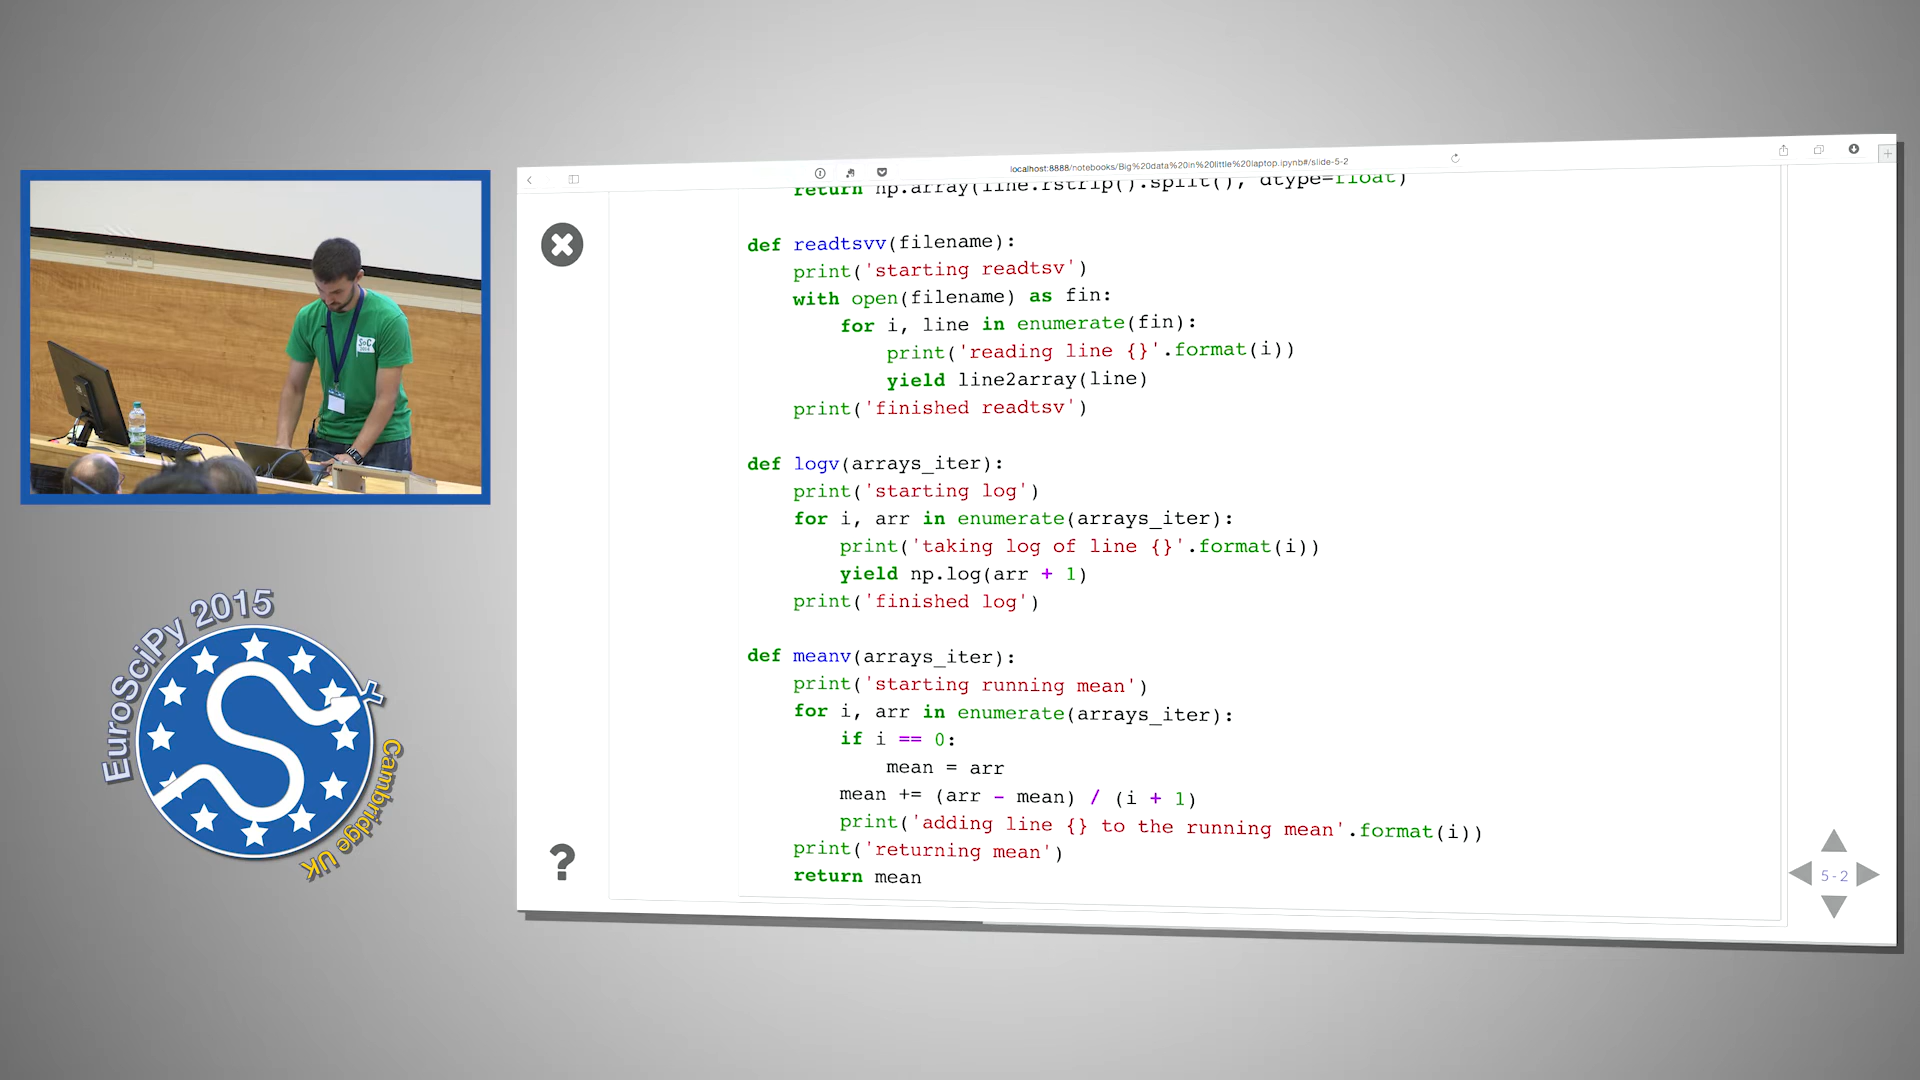 localhost:8888/notebooks/Big%20data%20in%20little%20laptop.ipynb#/slide-5-2
return np.array(line.rstrip().split(), dtype=float)
def readtsvv(filename):
print('starting readtsv')
with open(filename) as fin:
for i, line in enumerate(fin):
print('reading line {}'.format(i))
yield line2array(line)
print('finished readtsv')
def logv(arrays_iter):
print('starting log')
for i, arr in enumerate(arrays_iter):
print('taking log of line {}'.format(i))
yield np.log(arr + 1)
print('finished log')
def meanv(arrays_iter):
print('starting running mean')
for i, arr in enumerate(arrays_iter):
if i == 0:
mean = arr
mean += (arr - mean) / (i + 1)
print('adding line {} to the running mean'.format(i))
print('returning mean')
return mean
?
5-2
SoC
EuroSciPy 2015
Cambridge UK